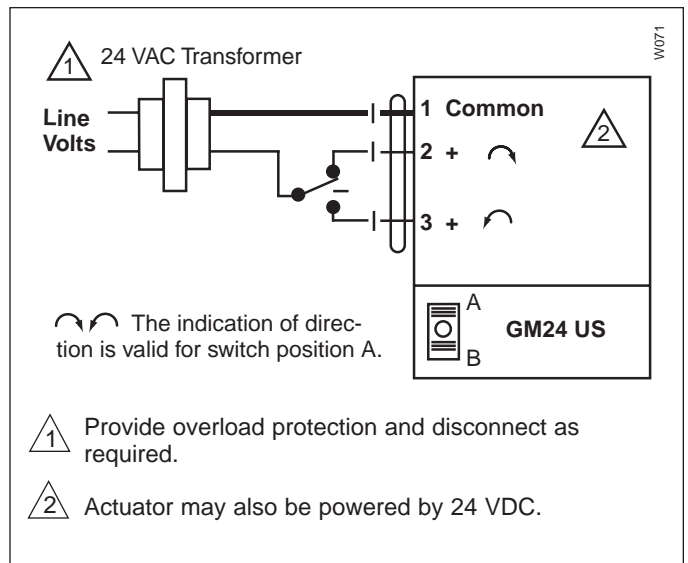 W071
1 24 VAC Transformer
Line
Volts
1 Common
2 +
3 +
2
The indication of direc-
tion is valid for switch position A.
A
GM24 US
B
1 Provide overload protection and disconnect as
required.
2 Actuator may also be powered by 24 VDC.